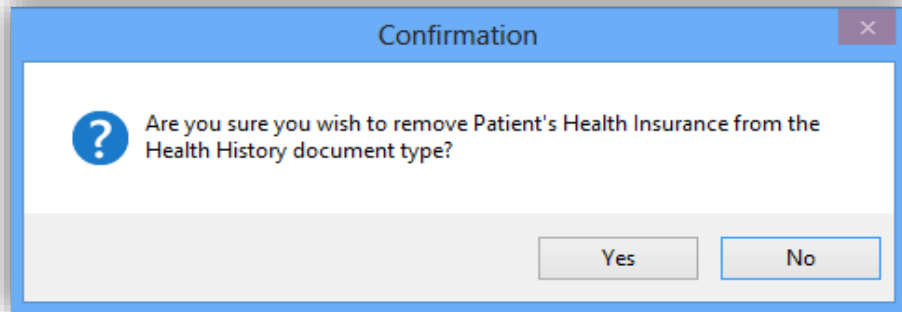 Confirmation
Are you sure you wish to remove Patient's Health Insurance from the
Health History document type?
Yes
No